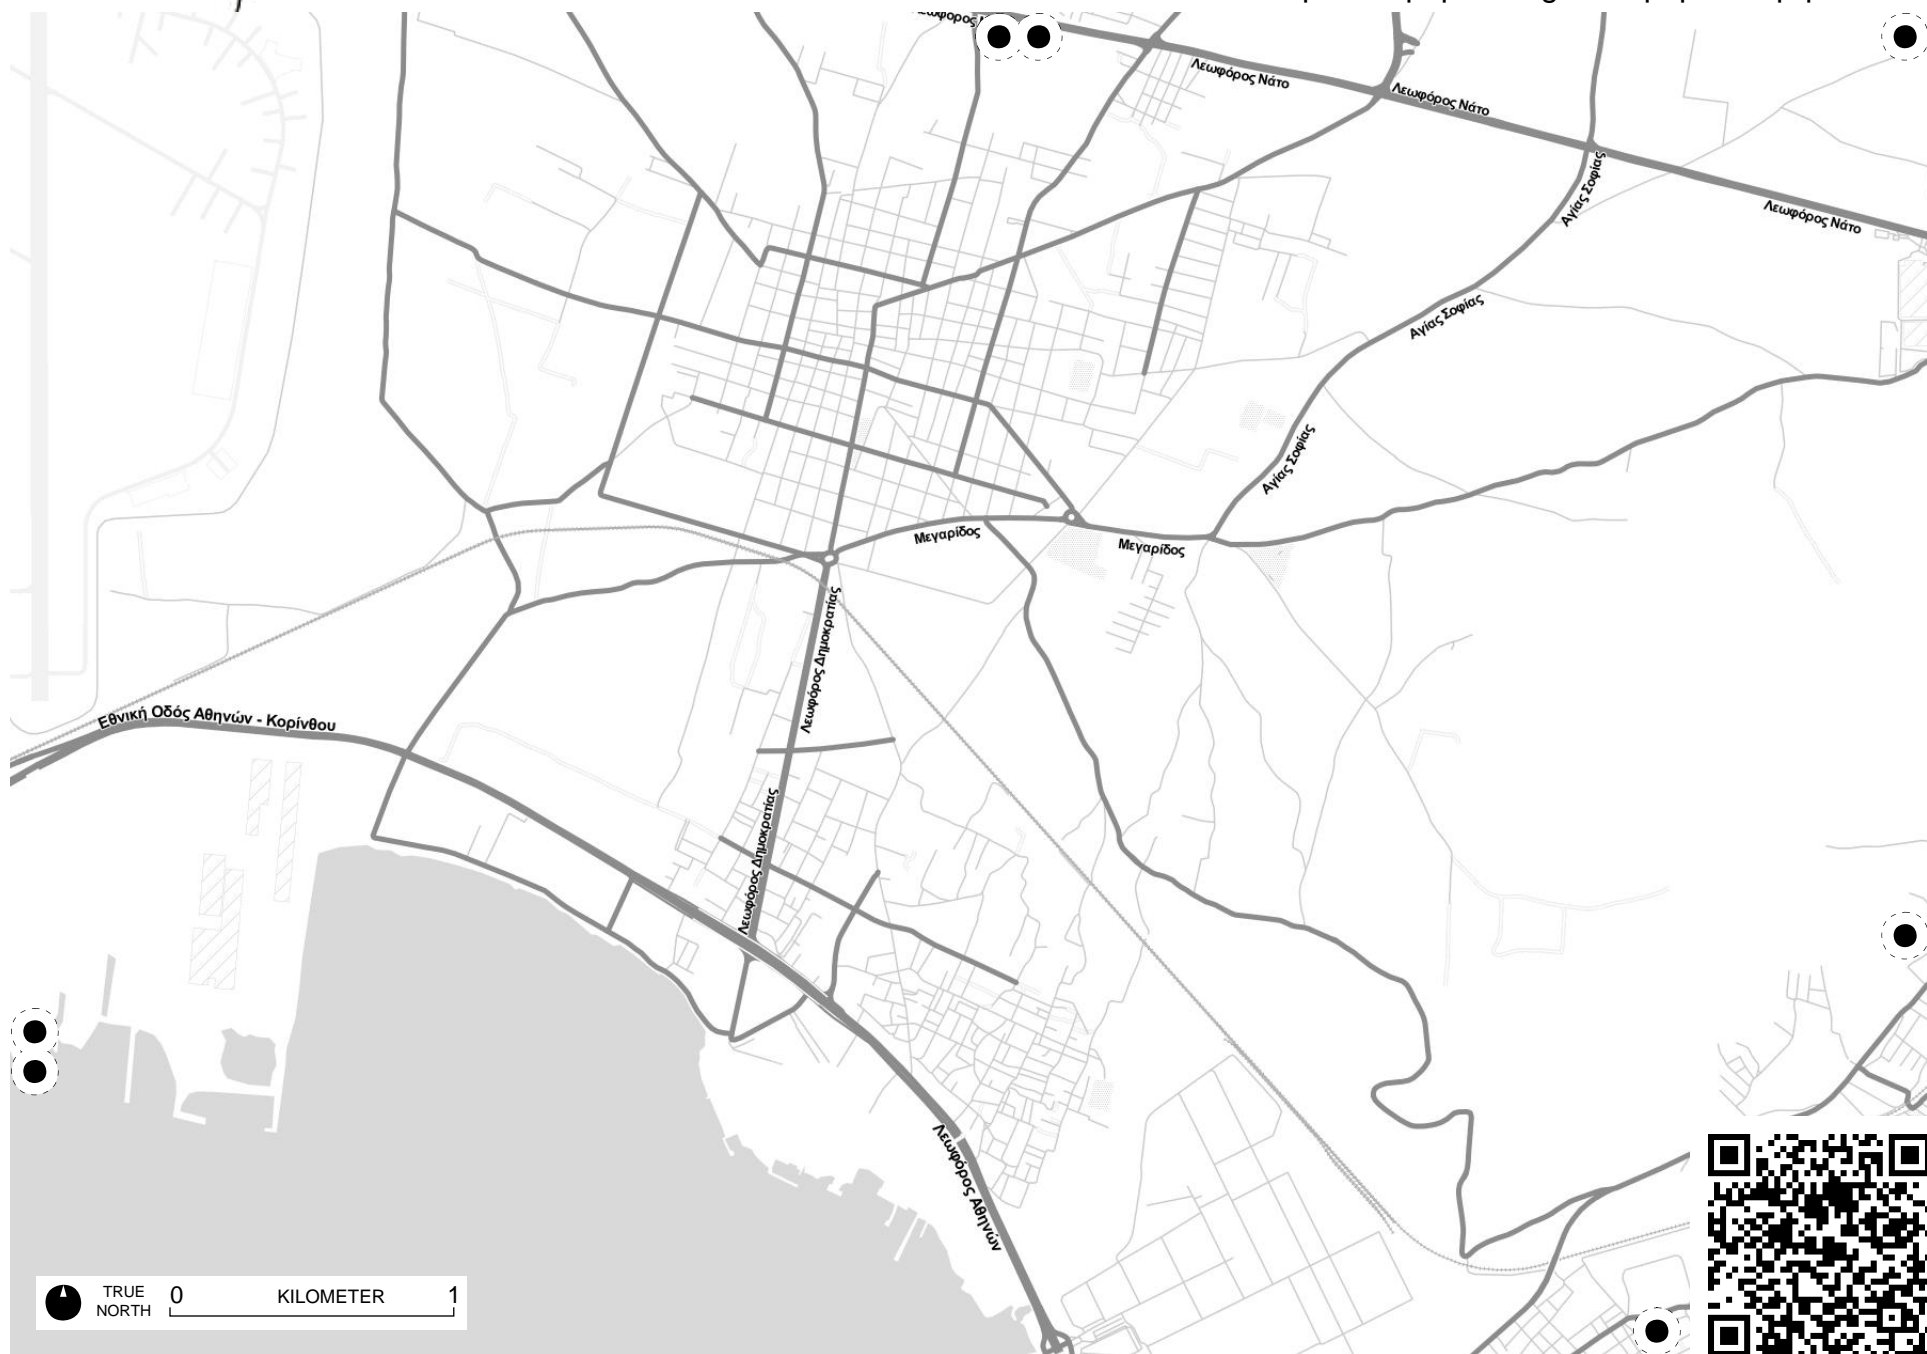 Λεωφόρος Νάτο
Λεωφόρος Νάτο
Λεωφόρος Νάτο
Αγίας Σοφίας
Αγίας Σοφίας
Αγίας Σοφίας
Μεγαρίδος
Μεγαρίδος
Λεωφόρος Δημοκρατίας
Εθνική Οδός Αθηνών - Κορίνθου
Λεωφόρος Δημοκρατίας
Λεωφόρος Αθηνών
TRUE NORTH
0 KILOMETER 1